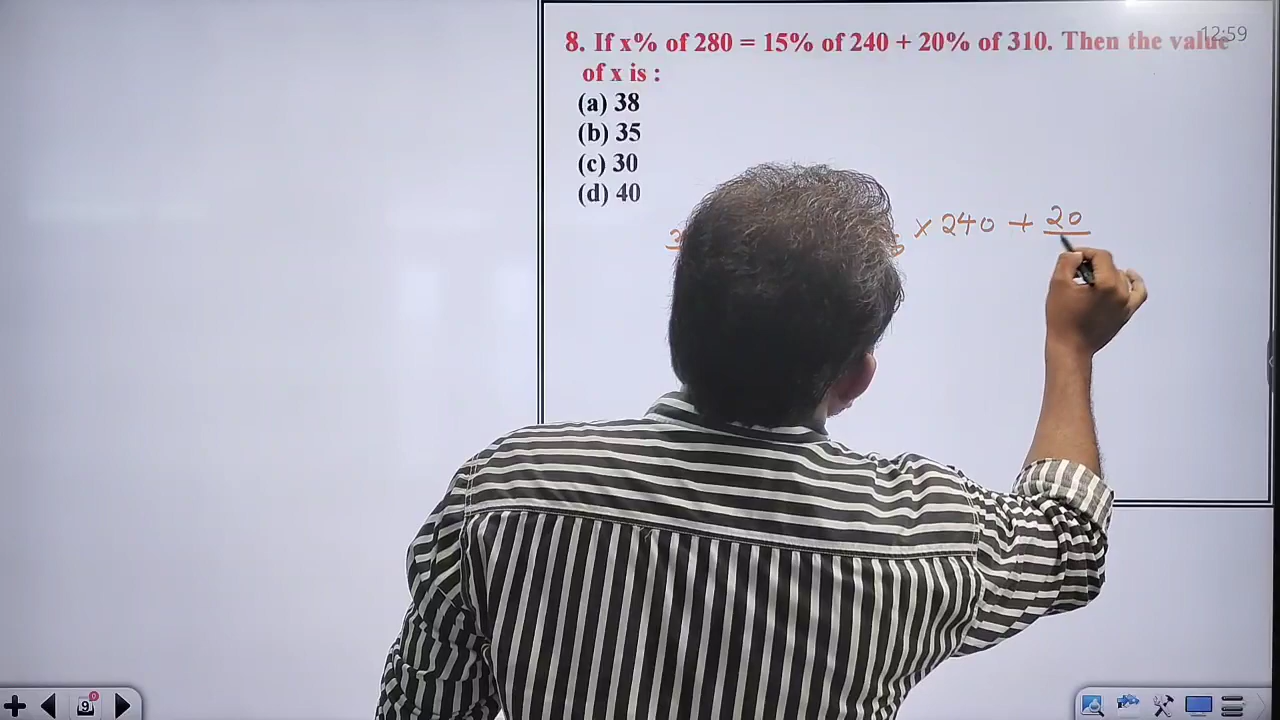 12:59
8. If x% of 280 = 15% of 240 + 20% of 310. Then the value
of x is :
(a) 38
(b) 35
(c) 30
(d) 40
× 240 + 20
9